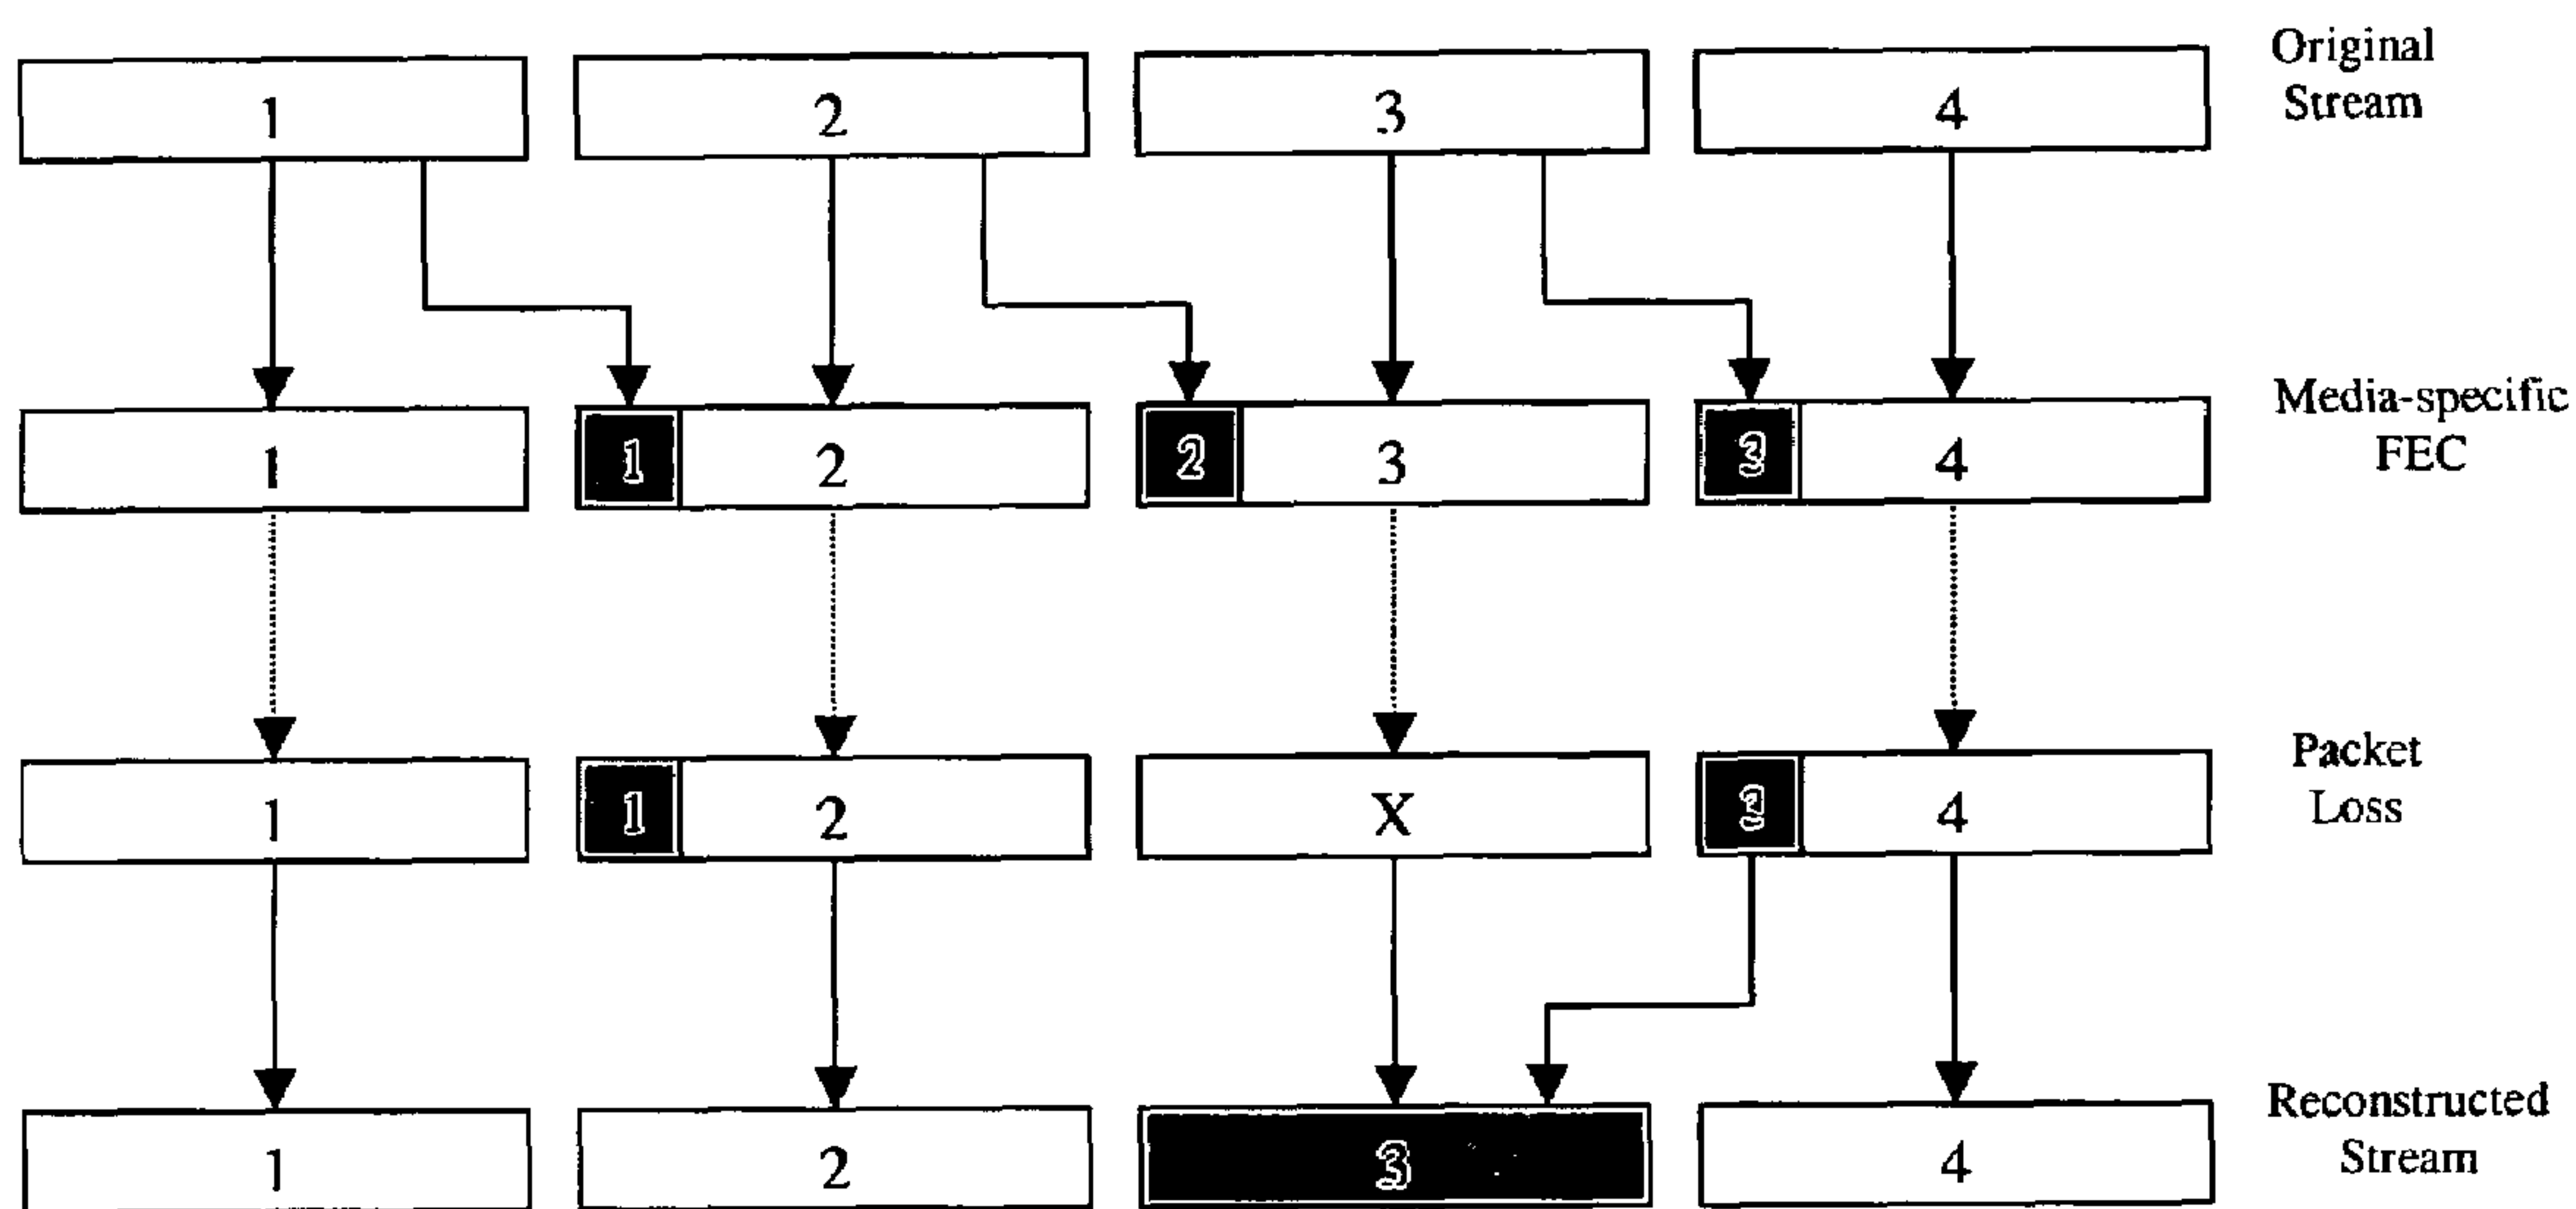 1 2 3 4 Original
Stream
1 1 2 2 3 3 4 Media-specific
FEC
1 1 2 X 3 4 Packet
Loss
1 2 3 4 Reconstructed
Stream